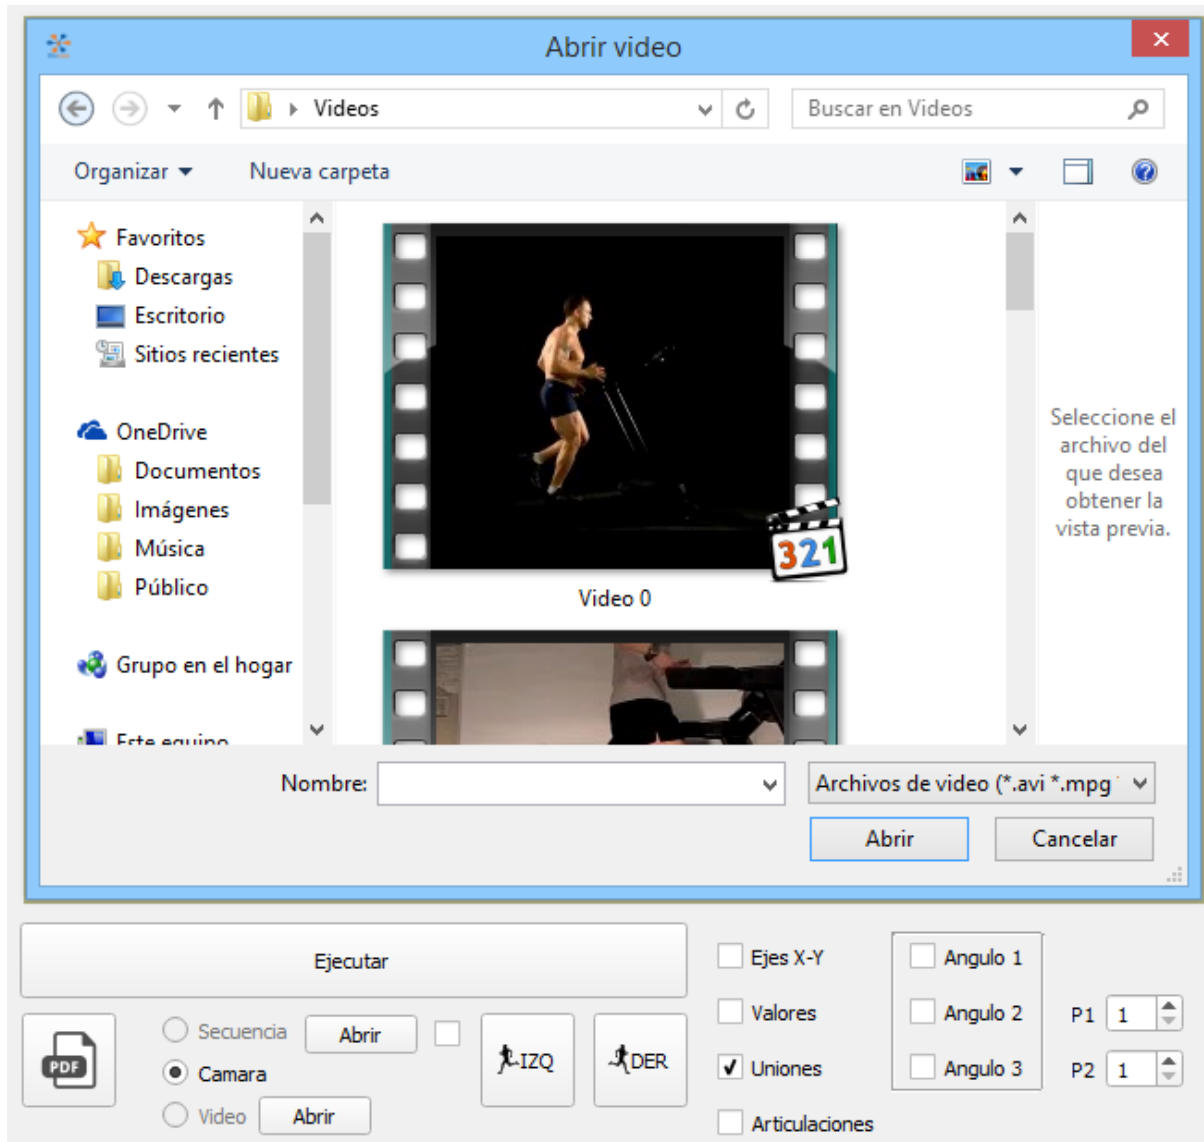 Abrir video
Videos
Buscar en Videos
Organizar
Nueva carpeta
Favoritos
Descargas
Escritorio
Sitios recientes
OneDrive
Documentos
Imágenes
Música
Público
Grupo en el hogar
Este equipo
321
Video 0
Seleccione el
archivo del
que desea
obtener la
vista previa.
Nombre:
Archivos de video (*.avi *.mpg
Abrir
Cancelar
Ejecutar
PDF
Secuencia
Abrir
Camara
Video
Abrir
IZQ
DER
Ejes X-Y
Valores
Uniones
Articulaciones
Angulo 1
Angulo 2
Angulo 3
P1 1
P2 1